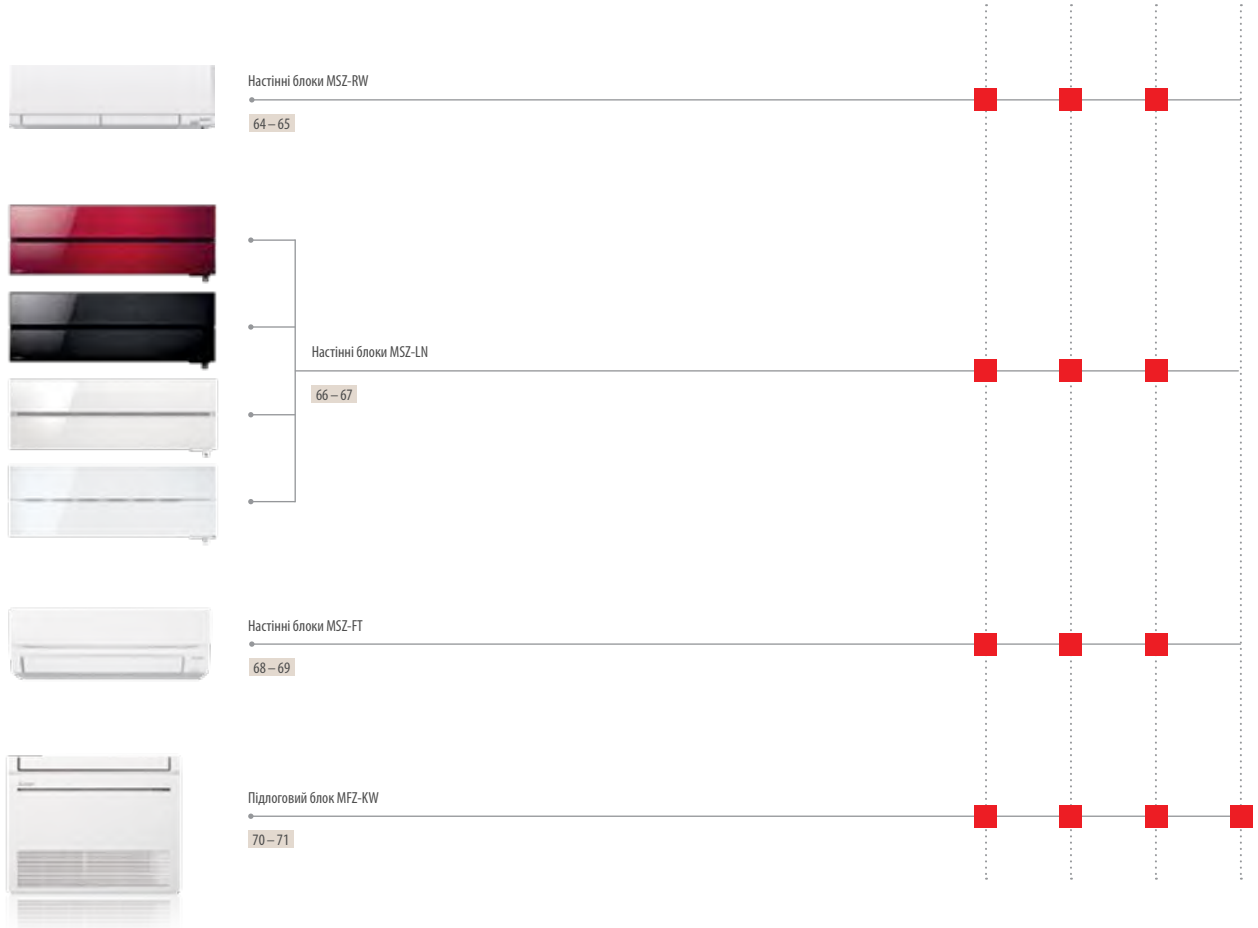 Настінні блоки MSZ-RW
64 – 65
Настінні блоки MSZ-LN
66 – 67
Настінні блоки MSZ-FT
68 – 69
Підлоговий блок MFZ-KW
70 – 71